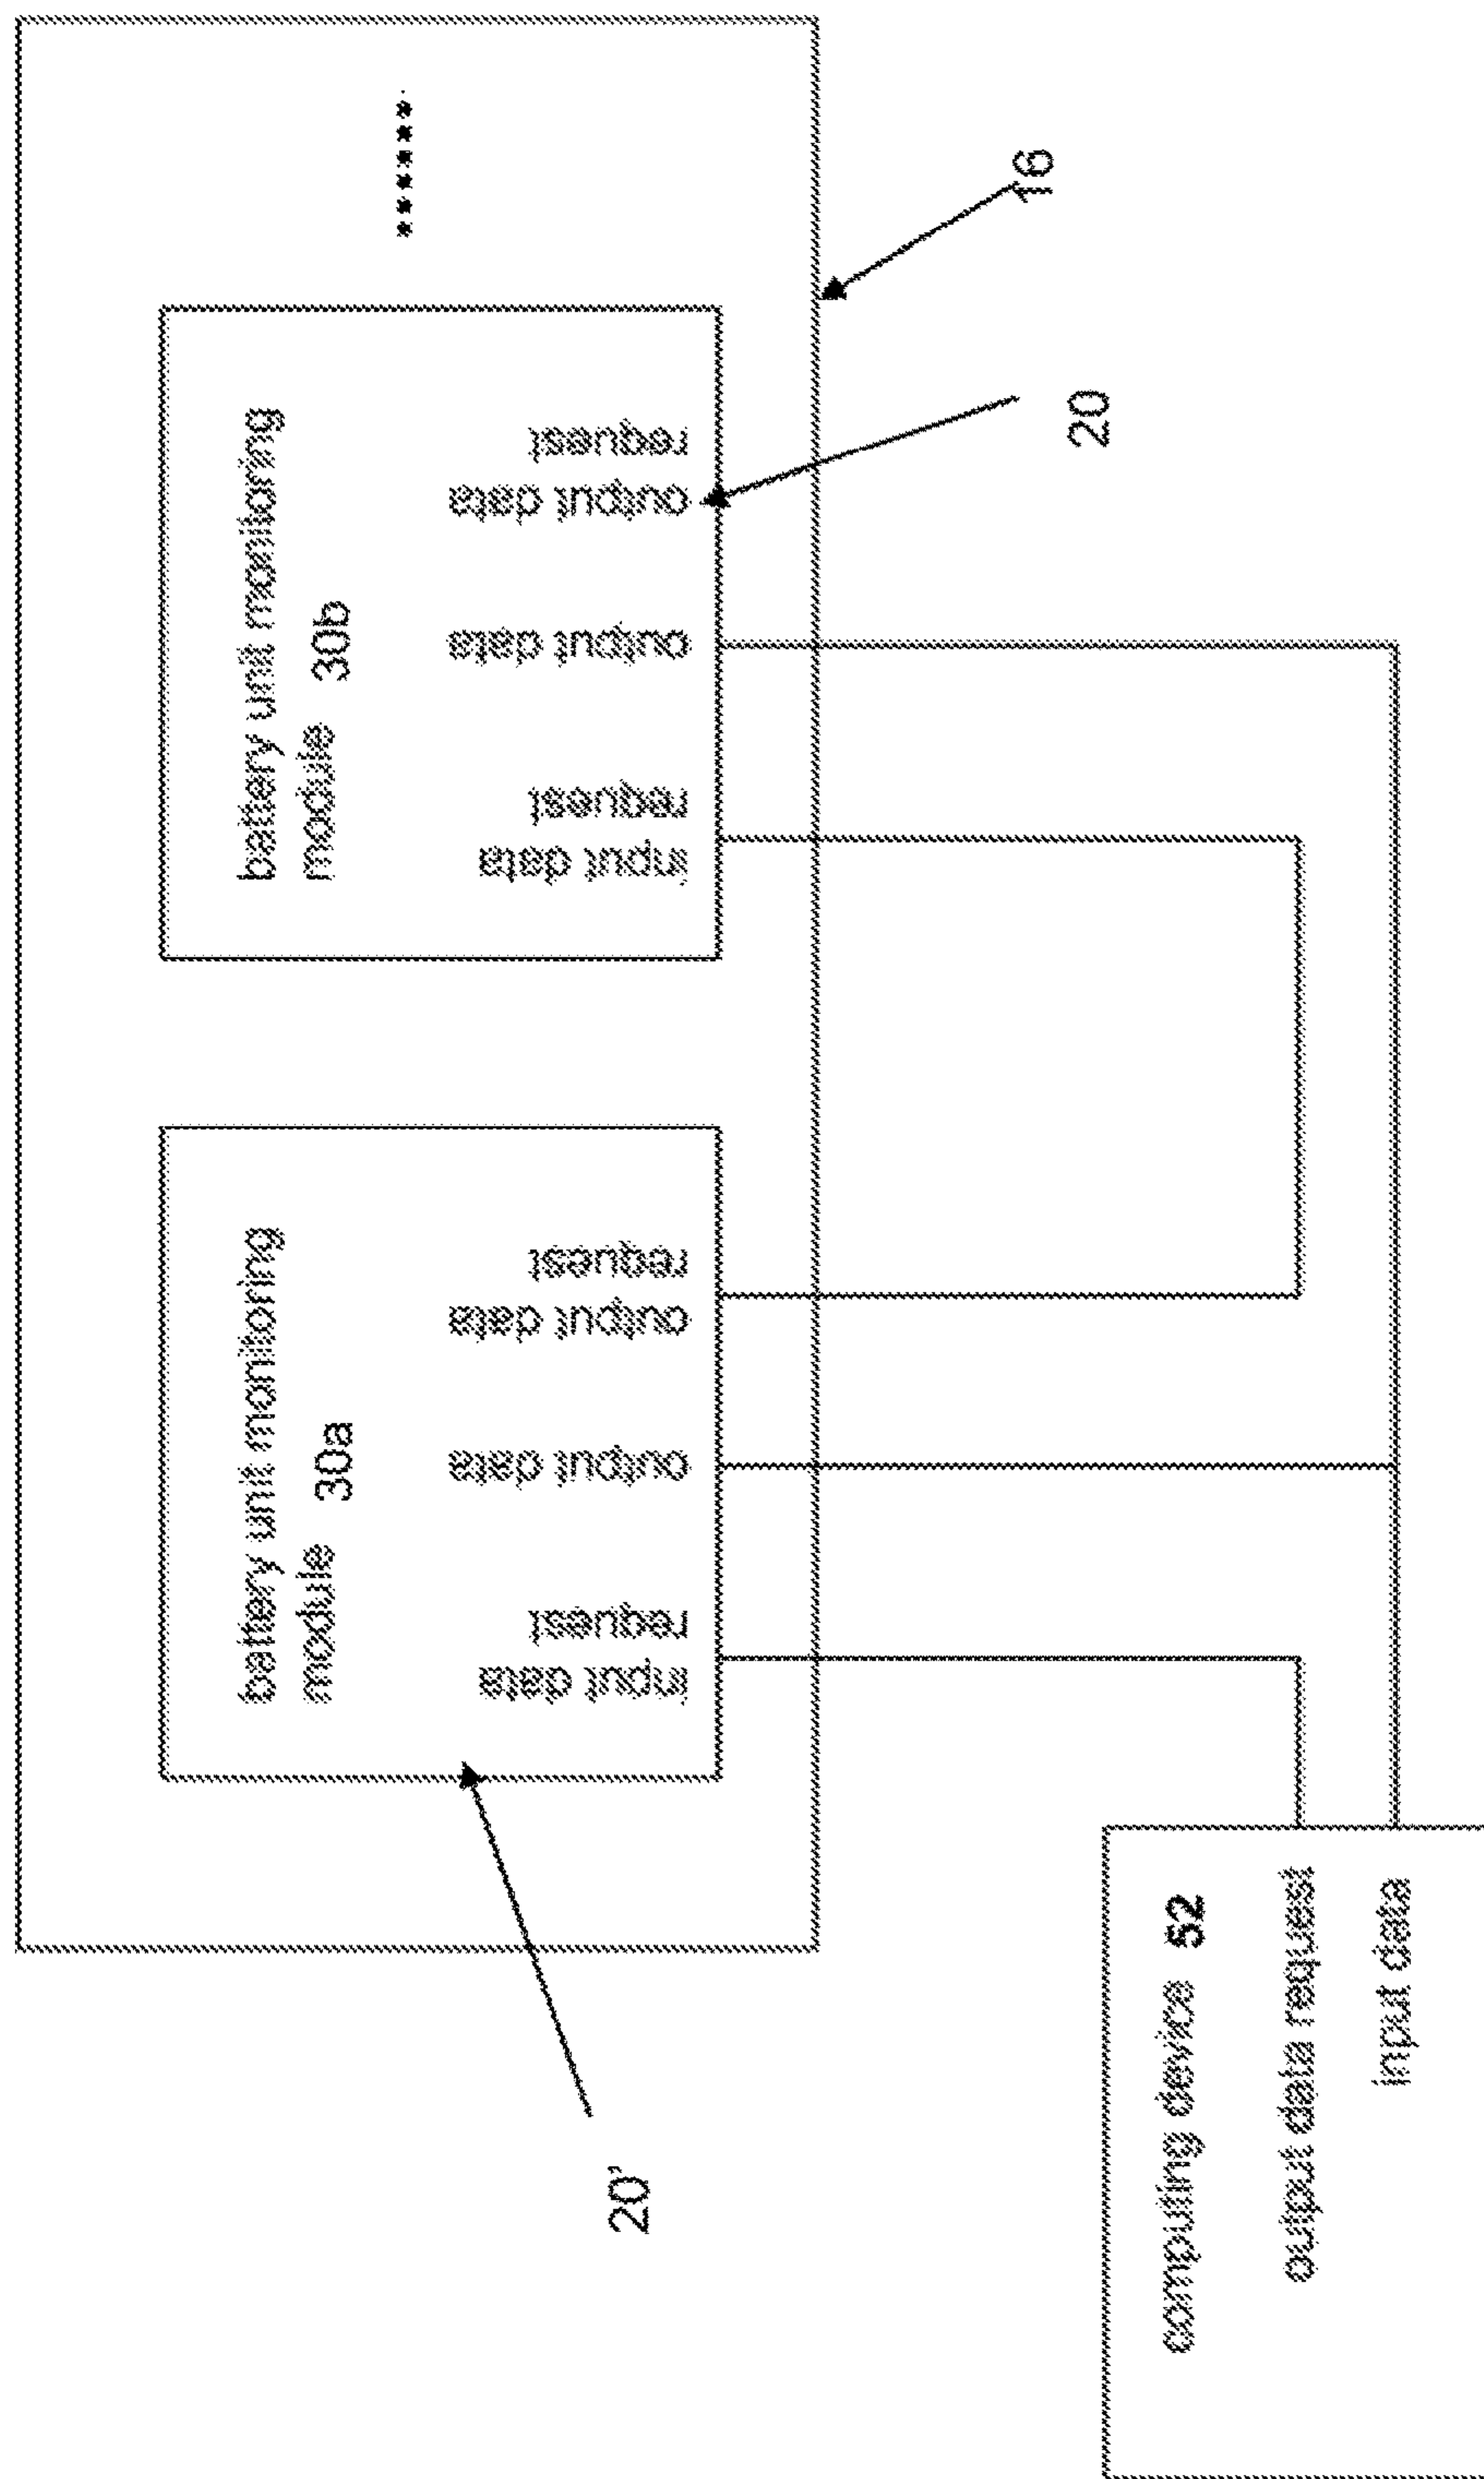 battery unit monitoring
module 30a
input data
request
output data
output data
request
battery unit monitoring
module 30b
input data
request
output data
output data
request
16
20
20'
computing device 52
output data request
input data